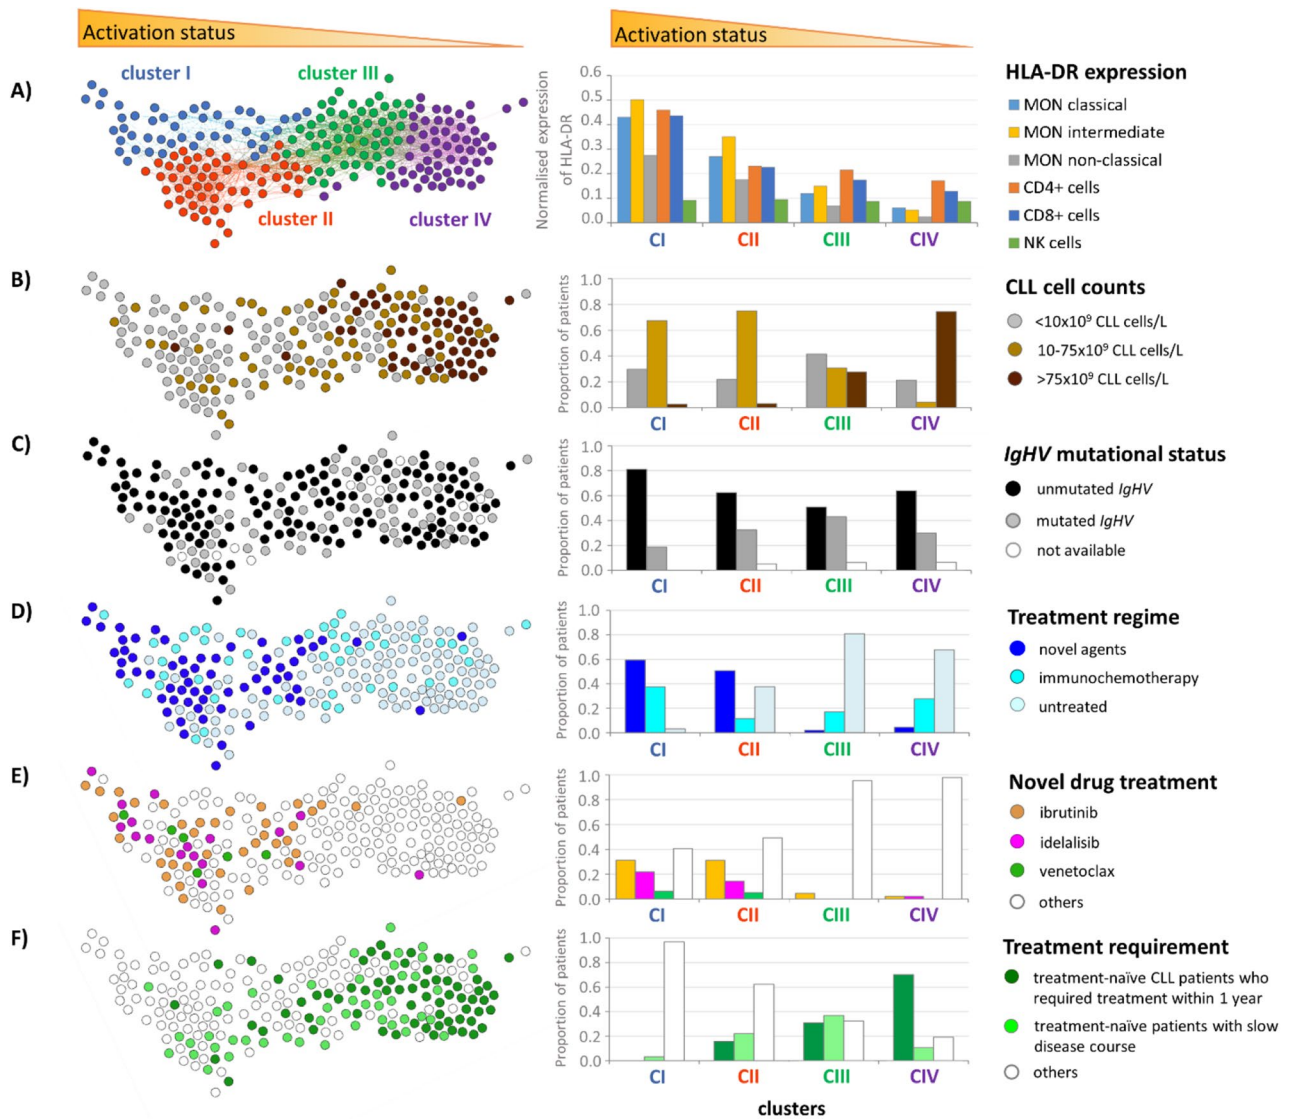 Activation status
Activation status
A)
cluster I
cluster III
cluster II
cluster IV
Normalised expression
of HLA-DR
0.6
0.5
0.4
0.3
0.2
0.1
0.0
CI
CII
CIII
CIV
HLA-DR expression
MON classical
MON intermediate
MON non-classical
CD4+ cells
CD8+ cells
NK cells
B)
Proportion of patients
1.0
0.8
0.6
0.4
0.2
0.0
CI
CII
CIII
CIV
CLL cell counts
<10x10⁹ CLL cells/L
10-75x10⁹ CLL cells/L
>75x10⁹ CLL cells/L
C)
Proportion of patients
1.0
0.8
0.6
0.4
0.2
0.0
CI
CII
CIII
CIV
IgHV mutational status
unmutated IgHV
mutated IgHV
not available
D)
Proportion of patients
1.0
0.8
0.6
0.4
0.2
0.0
CI
CII
CIII
CIV
Treatment regime
novel agents
immunochemotherapy
untreated
E)
Proportion of patients
1.0
0.8
0.6
0.4
0.2
0.0
CI
CII
CIII
CIV
Novel drug treatment
ibrutinib
idelalisib
venetoclax
others
F)
Proportion of patients
1.0
0.8
0.6
0.4
0.2
0.0
CI
CII
CIII
CIV
clusters
Treatment requirement
treatment-naïve CLL patients who
required treatment within 1 year
treatment-naïve patients with slow
disease course
others